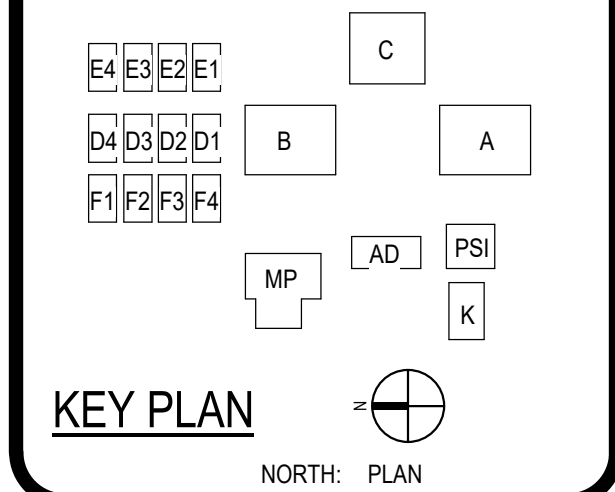 C
E4 E3 E2 E1
D4 D3 D2 D1 B A
F1 F2 F3 F4
AD PSI
MP
K
KEY PLAN
N
NORTH: PLAN